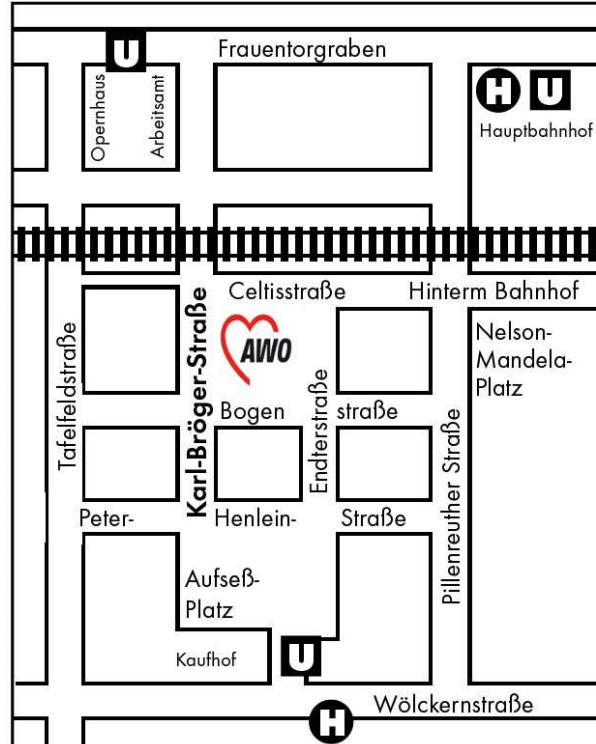 U
Frauentorgraben
Opernhaus
Arbeitsamt
H U
Hauptbahnhof
Celtisstraße
Hinterm Bahnhof
AWO
Nelson-
Mandela-
Platz
Tafelfeldstraße
Karl-Bröger-Straße
Bogen straße
Endterstraße
Pillenreuther Straße
Peter- Henlein- Straße
Aufseß-
Platz
Kaufhof
U
Wölckernstraße
H